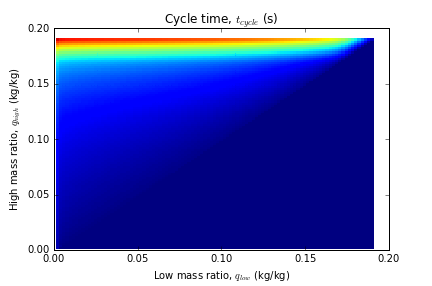 Cycle time, t_cycle (s)
0.20
0.15
0.10
0.05
0.00
High mass ratio, q_high (kg/kg)
0.00 0.05 0.10 0.15 0.20
Low mass ratio, q_low (kg/kg)